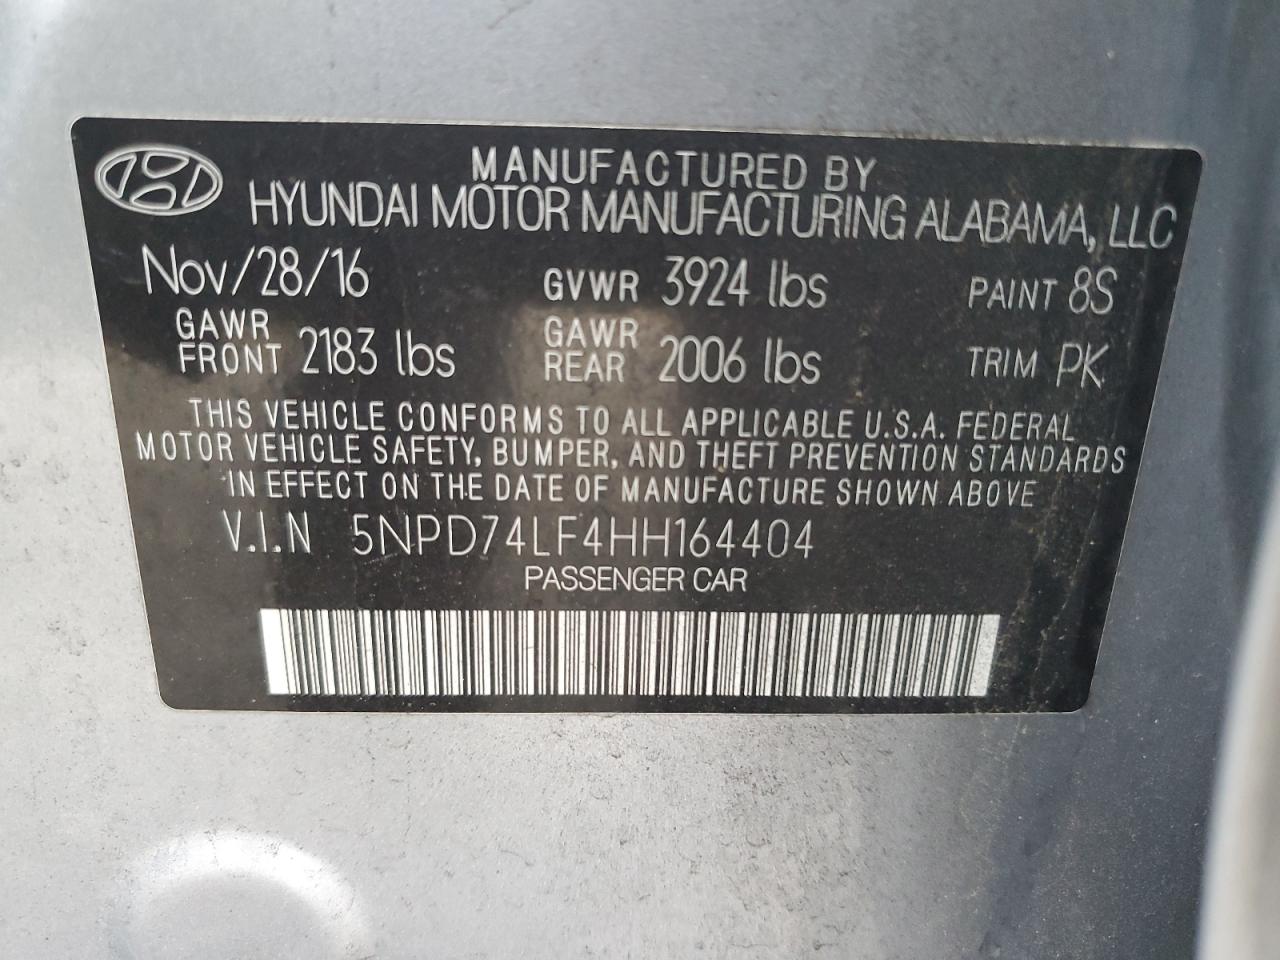 MANUFACTURED BY
HYUNDAI MOTOR MANUFACTURING ALABAMA, LLC
Nov/28/16 GVWR 3924 lbs PAINT 8S
GAWR FRONT 2183 lbs GAWR REAR 2006 lbs TRIM PK
THIS VEHICLE CONFORMS TO ALL APPLICABLE U.S.A. FEDERAL
MOTOR VEHICLE SAFETY, BUMPER, AND THEFT PREVENTION STANDARDS
IN EFFECT ON THE DATE OF MANUFACTURE SHOWN ABOVE
V.I.N 5NPD74LF4HH164404
PASSENGER CAR